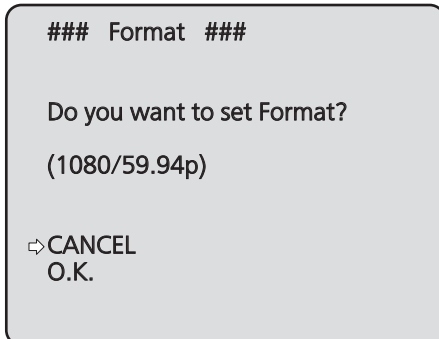 ### Format ###
Do you want to set Format?
(1080/59.94p)
⇨CANCEL
O.K.